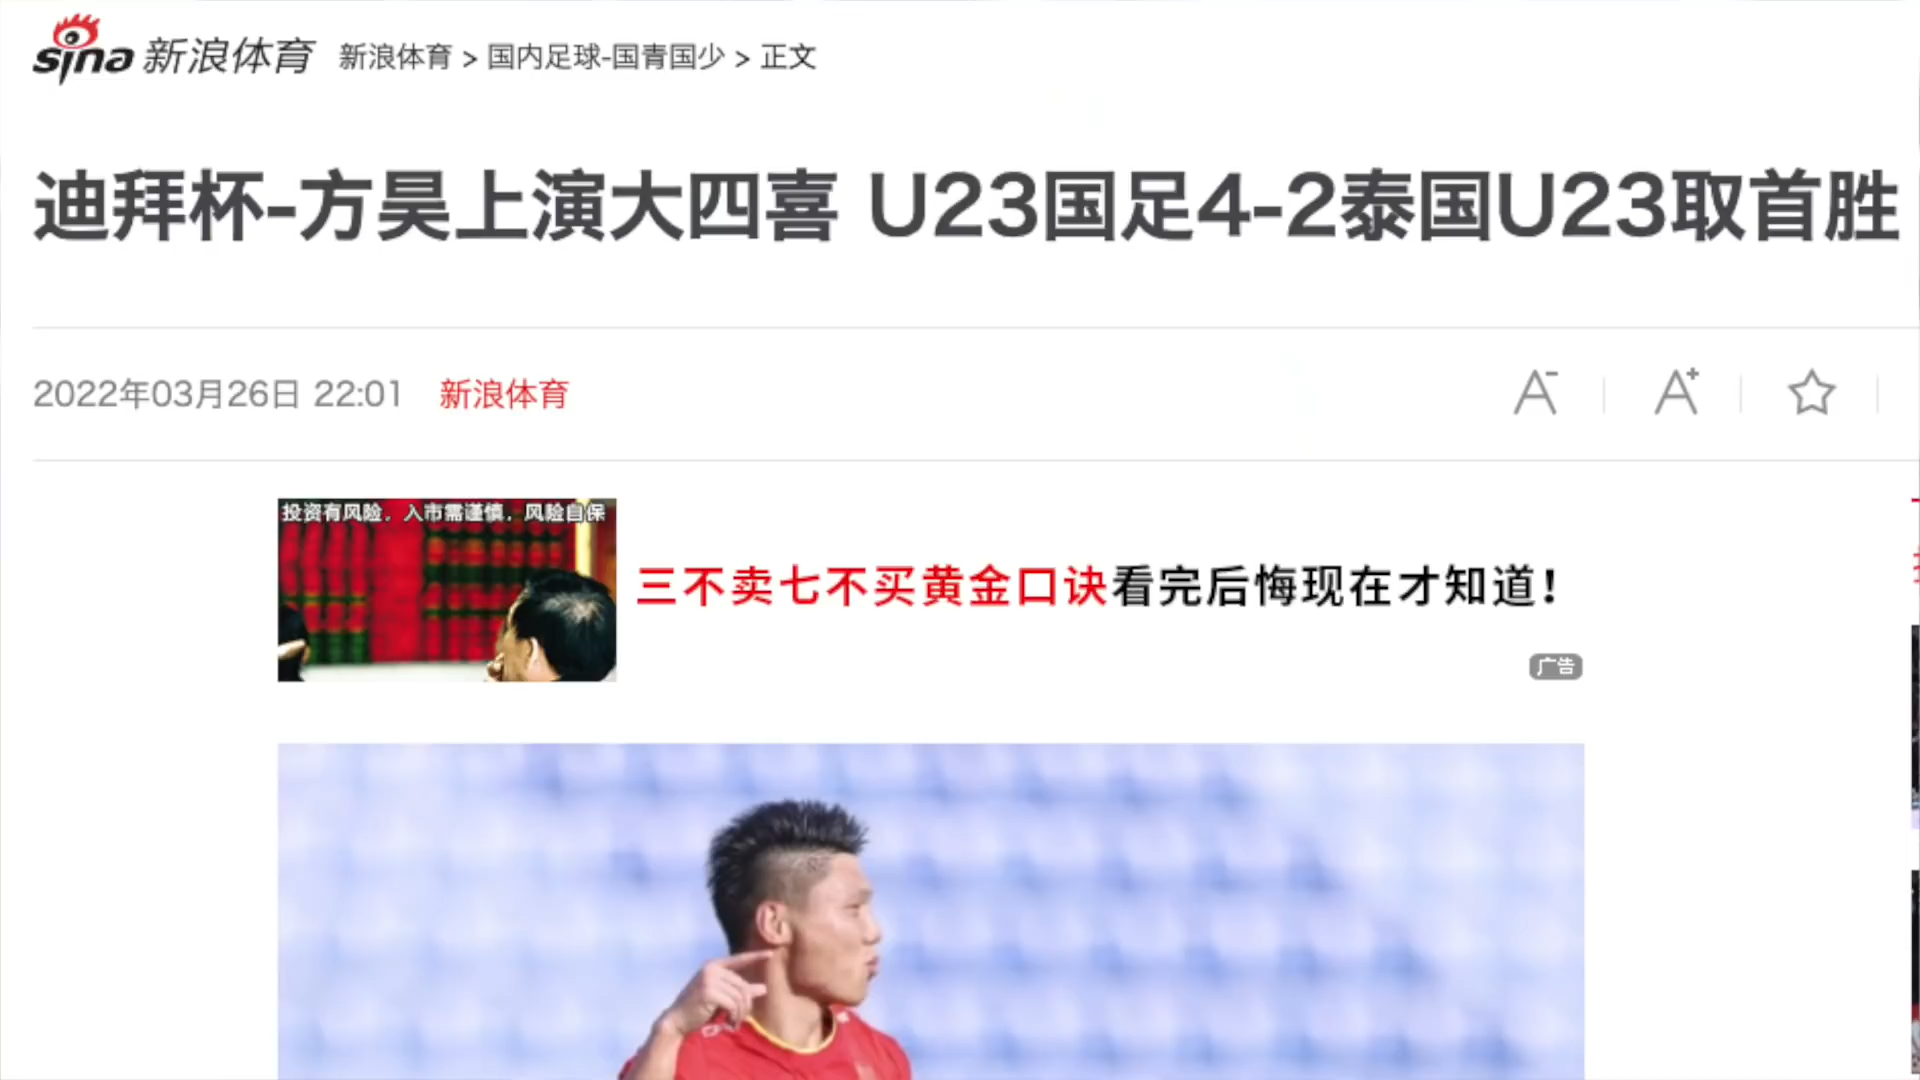 sina 新浪体育 新浪体育 > 国内足球-国青国少 > 正文
迪拜杯-方昊上演大四喜 U23国足4-2泰国U23取首胜
2022年03月26日 22:01 新浪体育
A- A+
投资有风险，入市需谨慎，风险自保
三不卖七不买黄金口诀看完后悔现在才知道！
广告